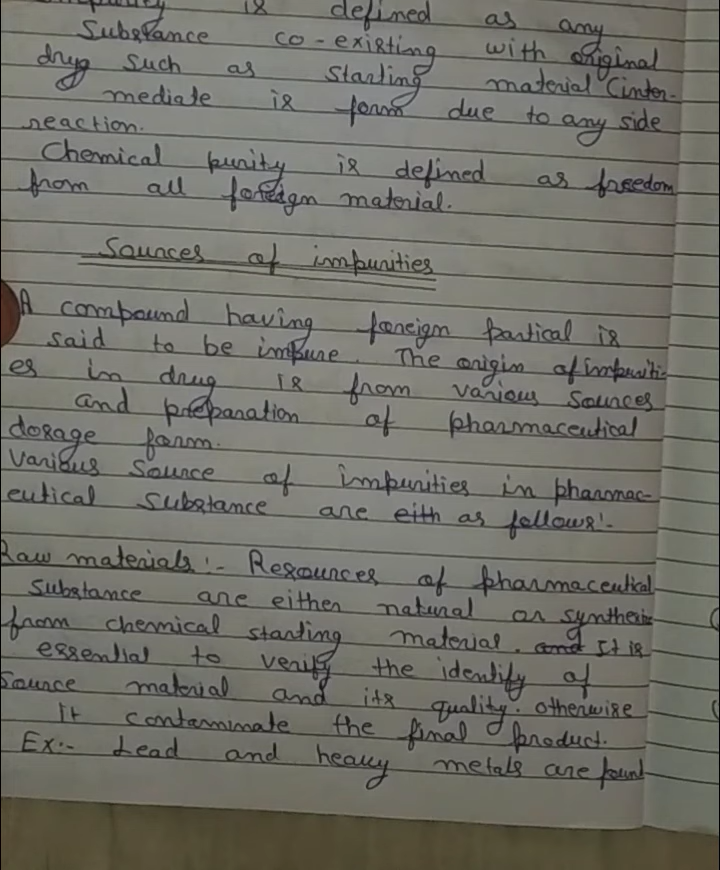 is defined as any
Substance co-existing with original
drug such as starting material (inter-
mediate is form due to any side
reaction.
Chemical purity is defined as freedom
from all foreign material.
Sources of impurities
A compound having foreign partical is
said to be impure. The origin of impuriti-
es in drug is from various sources
and preparation of pharmaceutical
dosage form.
Various source of impurities in pharmac-
eutical substance are eith as follows:-
Raw materials:- Resources of pharmaceutical
substance are either natural or synthesis
from chemical starting material. and It is
essential to verify the identify of
Source material and its quality. otherwise
it contaminate the final product.
Ex:- Lead and heavy metals are found